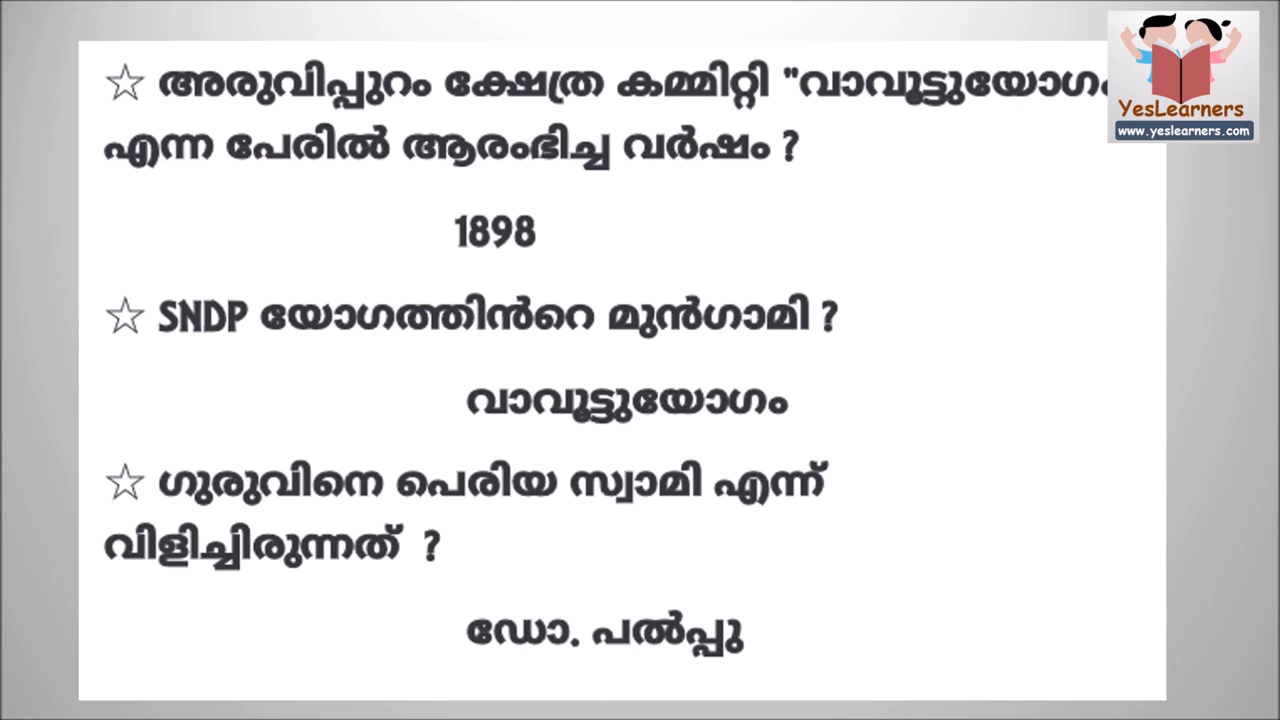 ☆ അരുവിപ്പുറം ക്ഷേത്ര കമ്മിറ്റി "വാവൂട്ടുയോഗം
എന്ന പേരിൽ ആരംഭിച്ച വർഷം ?
1898
☆ SNDP യോഗത്തിൻറെ മുൻഗാമി ?
വാവൂട്ടുയോഗം
☆ ഗുരുവിനെ പെരിയ സ്വാമി എന്ന്
വിളിച്ചിരുന്നത് ?
ഡോ. പൽപ്പു
YesLearners
www.yeslearners.com